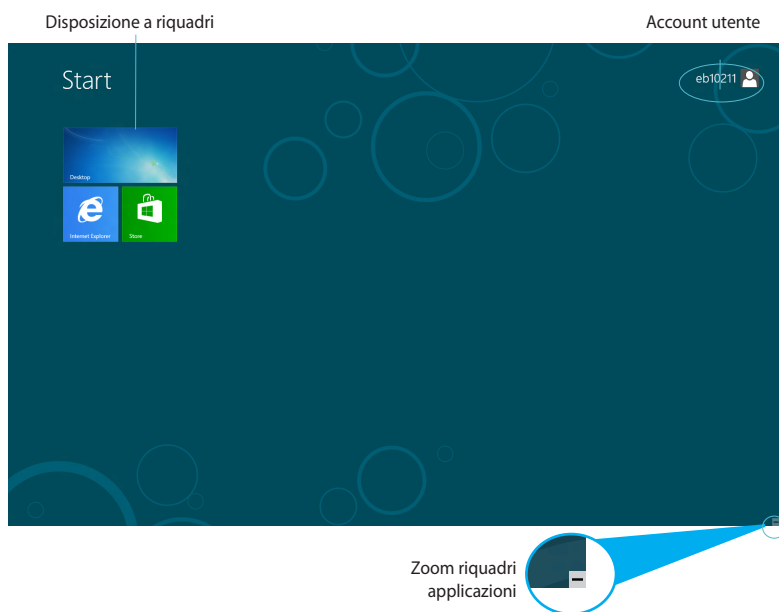 Disposizione a riquadri
Account utente
Start
eb10211
Desktop
Internet Explorer
Store
Zoom riquadri
applicazioni